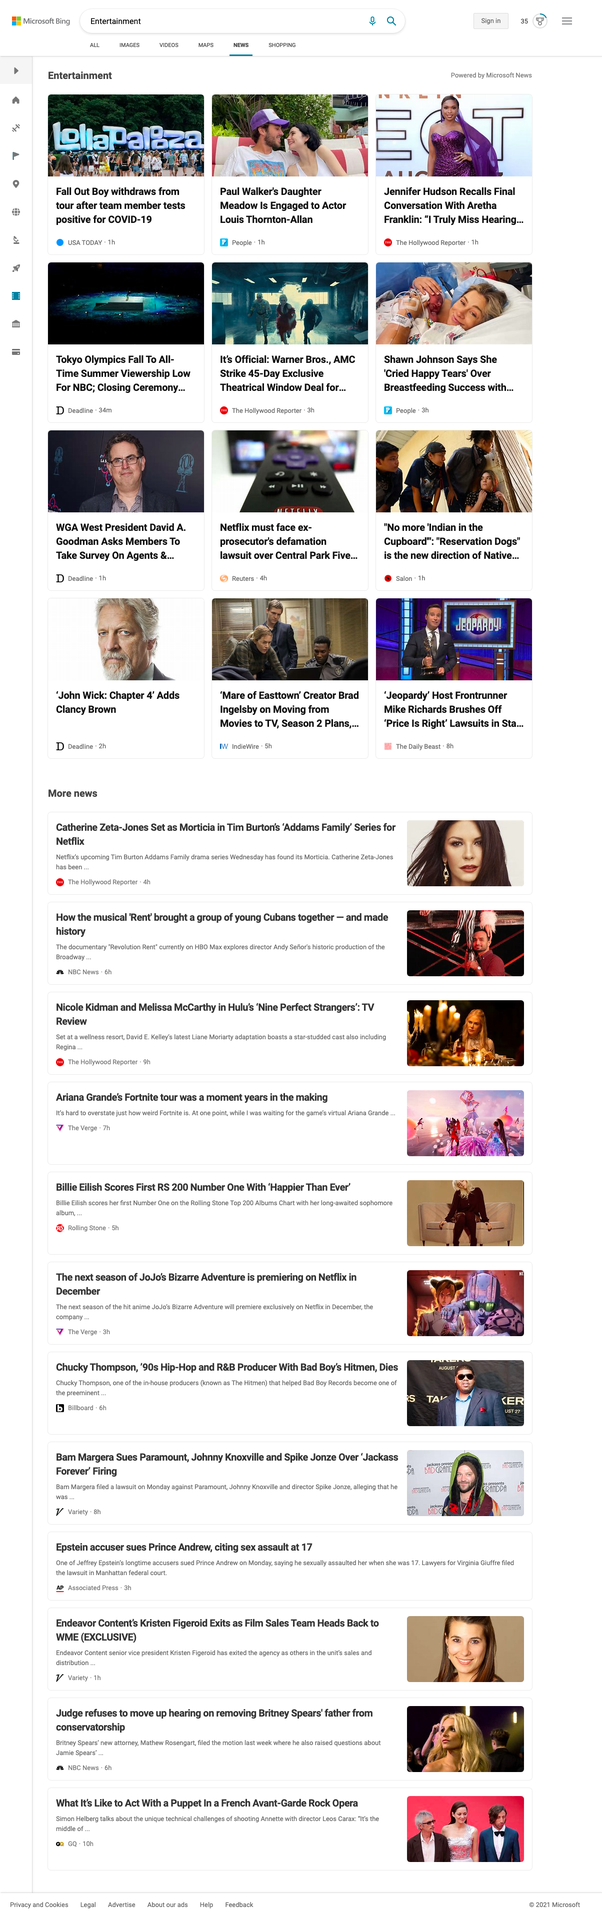 Microsoft Bing
Entertainment
Sign in
35
ALL
IMAGES
VIDEOS
MAPS
NEWS
SHOPPING
Entertainment
Powered by Microsoft News
Lollapalooza
Fall Out Boy withdraws from
tour after team member tests
positive for COVID-19
USA TODAY · 1h
Paul Walker's Daughter
Meadow Is Engaged to Actor
Louis Thornton-Allan
People · 1h
Jennifer Hudson Recalls Final
Conversation With Aretha
Franklin: “I Truly Miss Hearing...
The Hollywood Reporter · 1h
Tokyo Olympics Fall To All-
Time Summer Viewership Low
For NBC; Closing Ceremony...
Deadline · 34m
It’s Official: Warner Bros., AMC
Strike 45-Day Exclusive
Theatrical Window Deal for...
The Hollywood Reporter · 3h
Shawn Johnson Says She
'Cried Happy Tears' Over
Breastfeeding Success with...
People · 3h
WGA West President David A.
Goodman Asks Members To
Take Survey On Agents &...
Deadline · 1h
NETFLIX
Netflix must face ex-
prosecutor's defamation
lawsuit over Central Park Five...
Reuters · 4h
"No more 'Indian in the
Cupboard'": "Reservation Dogs"
is the new direction of Native...
Salon · 1h
‘John Wick: Chapter 4’ Adds
Clancy Brown
Deadline · 2h
‘Mare of Easttown’ Creator Brad
Ingelsby on Moving from
Movies to TV, Season 2 Plans,...
IndieWire · 5h
JEOPARDY!
‘Jeopardy’ Host Frontrunner
Mike Richards Brushes Off
‘Price Is Right’ Lawsuits in Sta...
The Daily Beast · 8h
More news
Catherine Zeta-Jones Set as Morticia in Tim Burton’s ‘Addams Family’ Series for
Netflix
Netflix’s upcoming Tim Burton Addams Family drama series Wednesday has found its Morticia. Catherine Zeta-Jones
has been ...
The Hollywood Reporter · 4h
How the musical 'Rent' brought a group of young Cubans together — and made
history
The documentary “Revolution Rent” currently on HBO Max explores director Andy Señor's historic production of the
Broadway ...
NBC News · 6h
Nicole Kidman and Melissa McCarthy in Hulu’s ‘Nine Perfect Strangers’: TV
Review
Set at a wellness resort, David E. Kelley’s latest Liane Moriarty adaptation boasts a star-studded cast also including
Regina ...
The Hollywood Reporter · 9h
Ariana Grande’s Fortnite tour was a moment years in the making
It’s hard to overstate just how weird Fortnite is. At one point, while I was waiting for the game’s virtual Ariana Grande ...
The Verge · 7h
Billie Eilish Scores First RS 200 Number One With ‘Happier Than Ever’
Billie Eilish scores her first Number One on the Rolling Stone Top 200 Albums Chart with her long-awaited sophomore
album, ...
Rolling Stone · 5h
The next season of JoJo’s Bizarre Adventure is premiering on Netflix in
December
The next season of the hit anime JoJo’s Bizarre Adventure will premiere exclusively on Netflix in December, the
company ...
The Verge · 3h
Chucky Thompson, ’90s Hip-Hop and R&B Producer With Bad Boy’s Hitmen, Dies
Chucky Thompson, one of the in-house producers (known as The Hitmen) that helped Bad Boy Records become one of
the preeminent ...
Billboard · 6h
Bam Margera Sues Paramount, Johnny Knoxville and Spike Jonze Over ‘Jackass
Forever’ Firing
Bam Margera filed a lawsuit on Monday against Paramount, Johnny Knoxville and director Spike Jonze, alleging that he
was ...
Variety · 8h
Epstein accuser sues Prince Andrew, citing sex assault at 17
One of Jeffrey Epstein’s longtime accusers sued Prince Andrew on Monday, saying he sexually assaulted her when she was 17. Lawyers for Virginia Giuffre filed
the lawsuit in Manhattan federal court.
Associated Press · 3h
Endeavor Content’s Kristen Figeroid Exits as Film Sales Team Heads Back to
WME (EXCLUSIVE)
Endeavor Content senior vice president Kristen Figeroid has exited the agency as others in the unit’s sales and
distribution ...
Variety · 1h
Judge refuses to move up hearing on removing Britney Spears' father from
conservatorship
Britney Spears' new attorney, Mathew Rosengart, filed the motion last week where he also raised questions about
Jamie Spears' ...
NBC News · 6h
What It’s Like to Act With a Puppet In a French Avant-Garde Rock Opera
Simon Helberg talks about the unique technical challenges of shooting Annette with director Leos Carax: “It’s the
middle of ...
GQ · 10h
Privacy and Cookies
Legal
Advertise
About our ads
Help
Feedback
© 2021 Microsoft